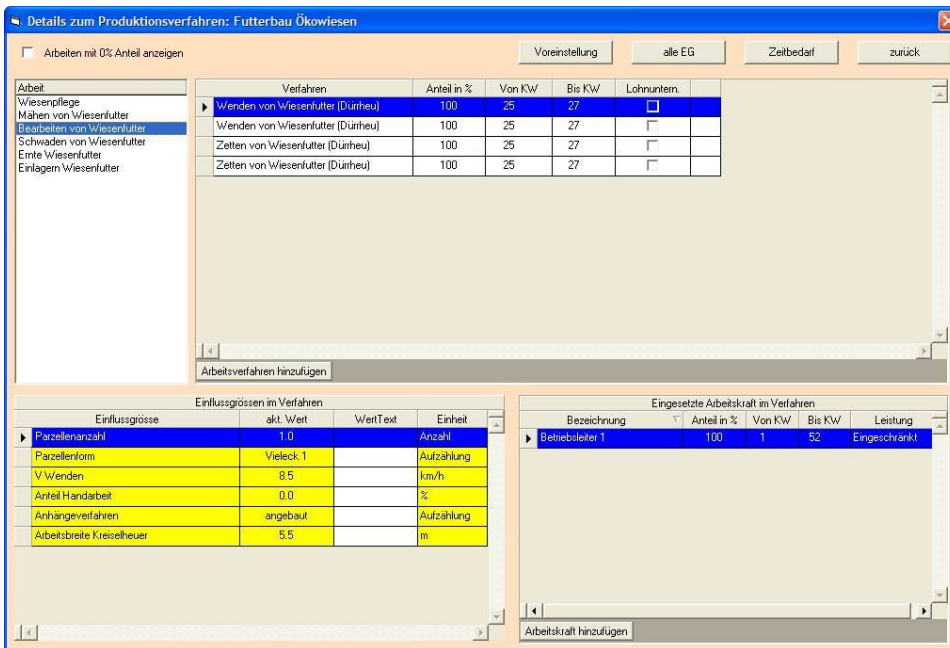 Details zum Produktionsverfahren: Futterbau Ökowiesen
Arbeiten mit 0% Anteil anzeigen
Voreinstellung alle EG Zeitbedarf zurück
Arbeit
Wiesenpflege
Mähen von Wiesenfutter
Bearbeiten von Wiesenfutter
Schwaden von Wiesenfutter
Ernte Wiesenfutter
Einlagern Wiesenfutter
Verfahren Anteil in % Von KW Bis KW Lohnuntern.
Wenden von Wiesenfutter (Dürrheu) 100 25 27
Wenden von Wiesenfutter (Dürrheu) 100 25 27
Zetten von Wiesenfutter (Dürrheu) 100 25 27
Zetten von Wiesenfutter (Dürrheu) 100 25 27
Arbeitsverfahren hinzufügen
Einflussgrössen im Verfahren
Einflussgrösse akt. Wert WertText Einheit
Parzellenanzahl 1.0 Anzahl
Parzellenform Vieleck 1 Aufzählung
V Wenden 8.5 km/h
Anteil Handarbeit 0.0 %
Anhängeverfahren angebaut Aufzählung
Arbeitsbreite Kreiselheuer 5.5 m
Eingesetzte Arbeitskraft im Verfahren
Bezeichnung Anteil in % Von KW Bis KW Leistung
Betriebsleiter 1 100 1 52 Eingeschränkt
Arbeitskraft hinzufügen